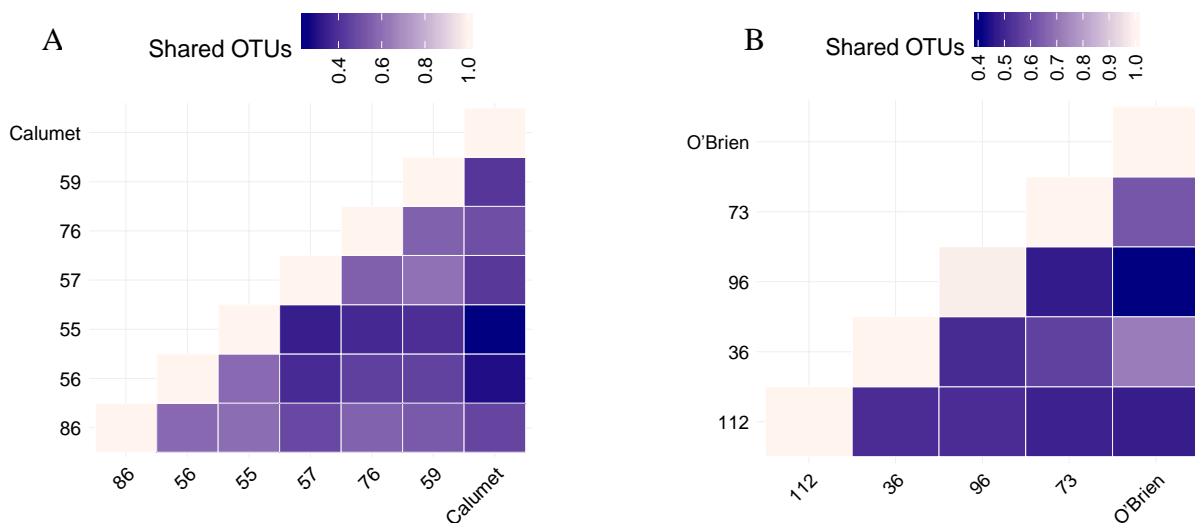 A
Shared OTUs
0.4 0.6 0.8 1.0
Calumet
59
76
57
55
56
86
86 56 55 57 76 59 Calumet
B
Shared OTUs
0.4 0.5 0.6 0.7 0.8 0.9 1.0
O'Brien
73
96
36
112
112 36 96 73 O'Brien